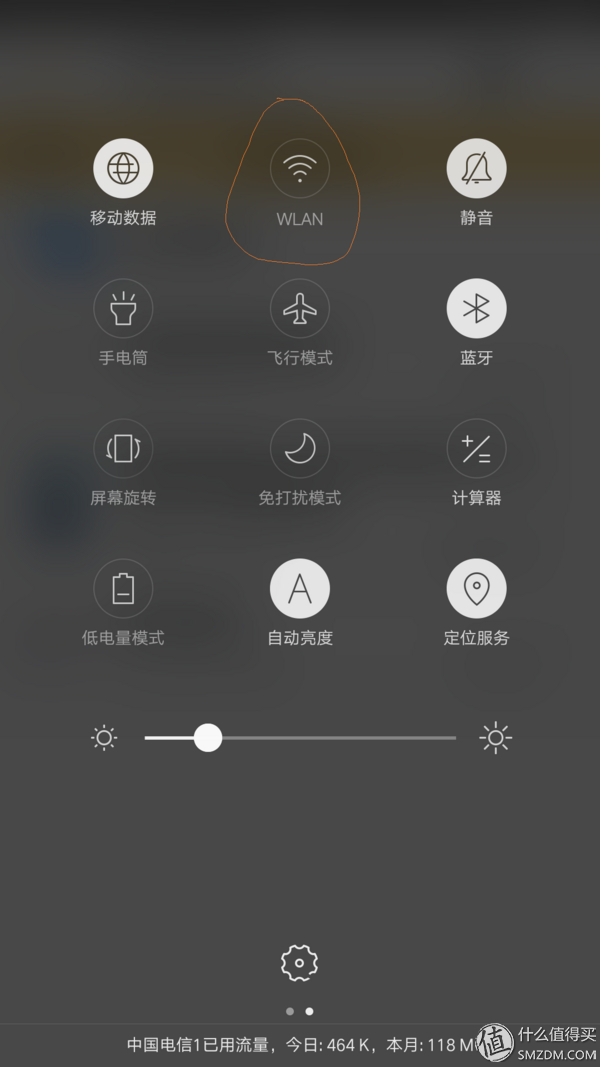 移动数据
WLAN
静音
手电筒
飞行模式
蓝牙
屏幕旋转
免打扰模式
计算器
低电量模式
A
自动亮度
定位服务
中国电信1已用流量，今日: 464 K，本月: 118 M
值 什么值得买
SMZDM.COM